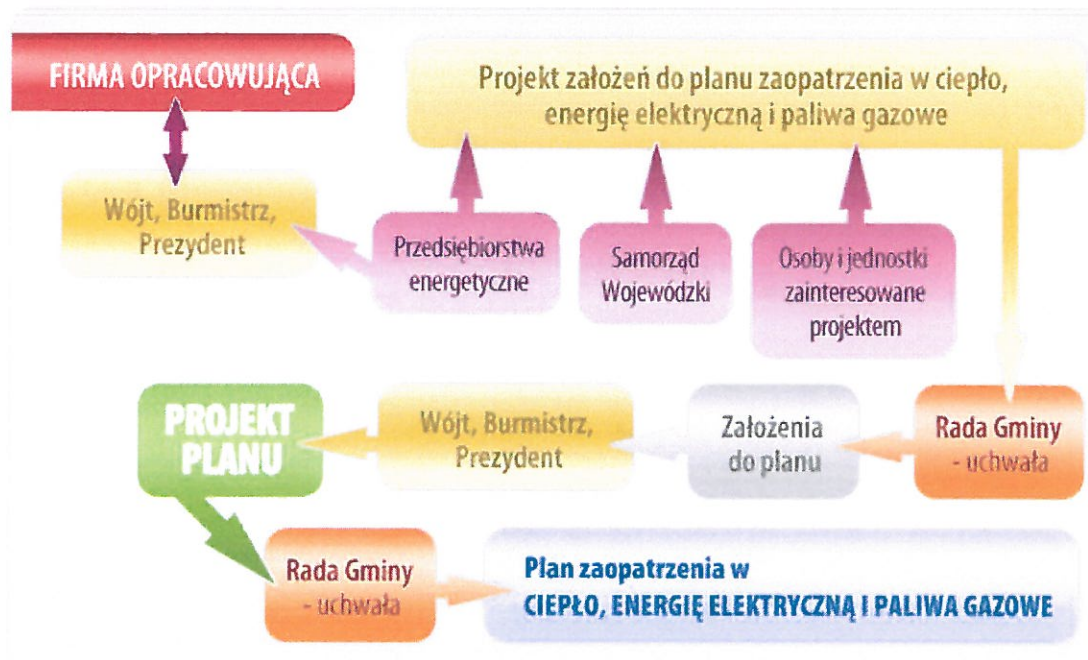 FIRMA OPRACOWUJĄCA
Projekt założeń do planu zaopatrzenia w ciepło,
energię elektryczną i paliwa gazowe
Wójt, Burmistrz,
Prezydent
Przedsiębiorstwa
energetyczne
Samorząd
Wojewódzki
Osoby i jednostki
zainteresowane
projektem
PROJEKT
PLANU
Wójt, Burmistrz,
Prezydent
Założenia
do planu
Rada Gminy
- uchwała
Rada Gminy
- uchwała
Plan zaopatrzenia w
CIEPŁO, ENERGIĘ ELEKTRYCZNĄ I PALIWA GAZOWE